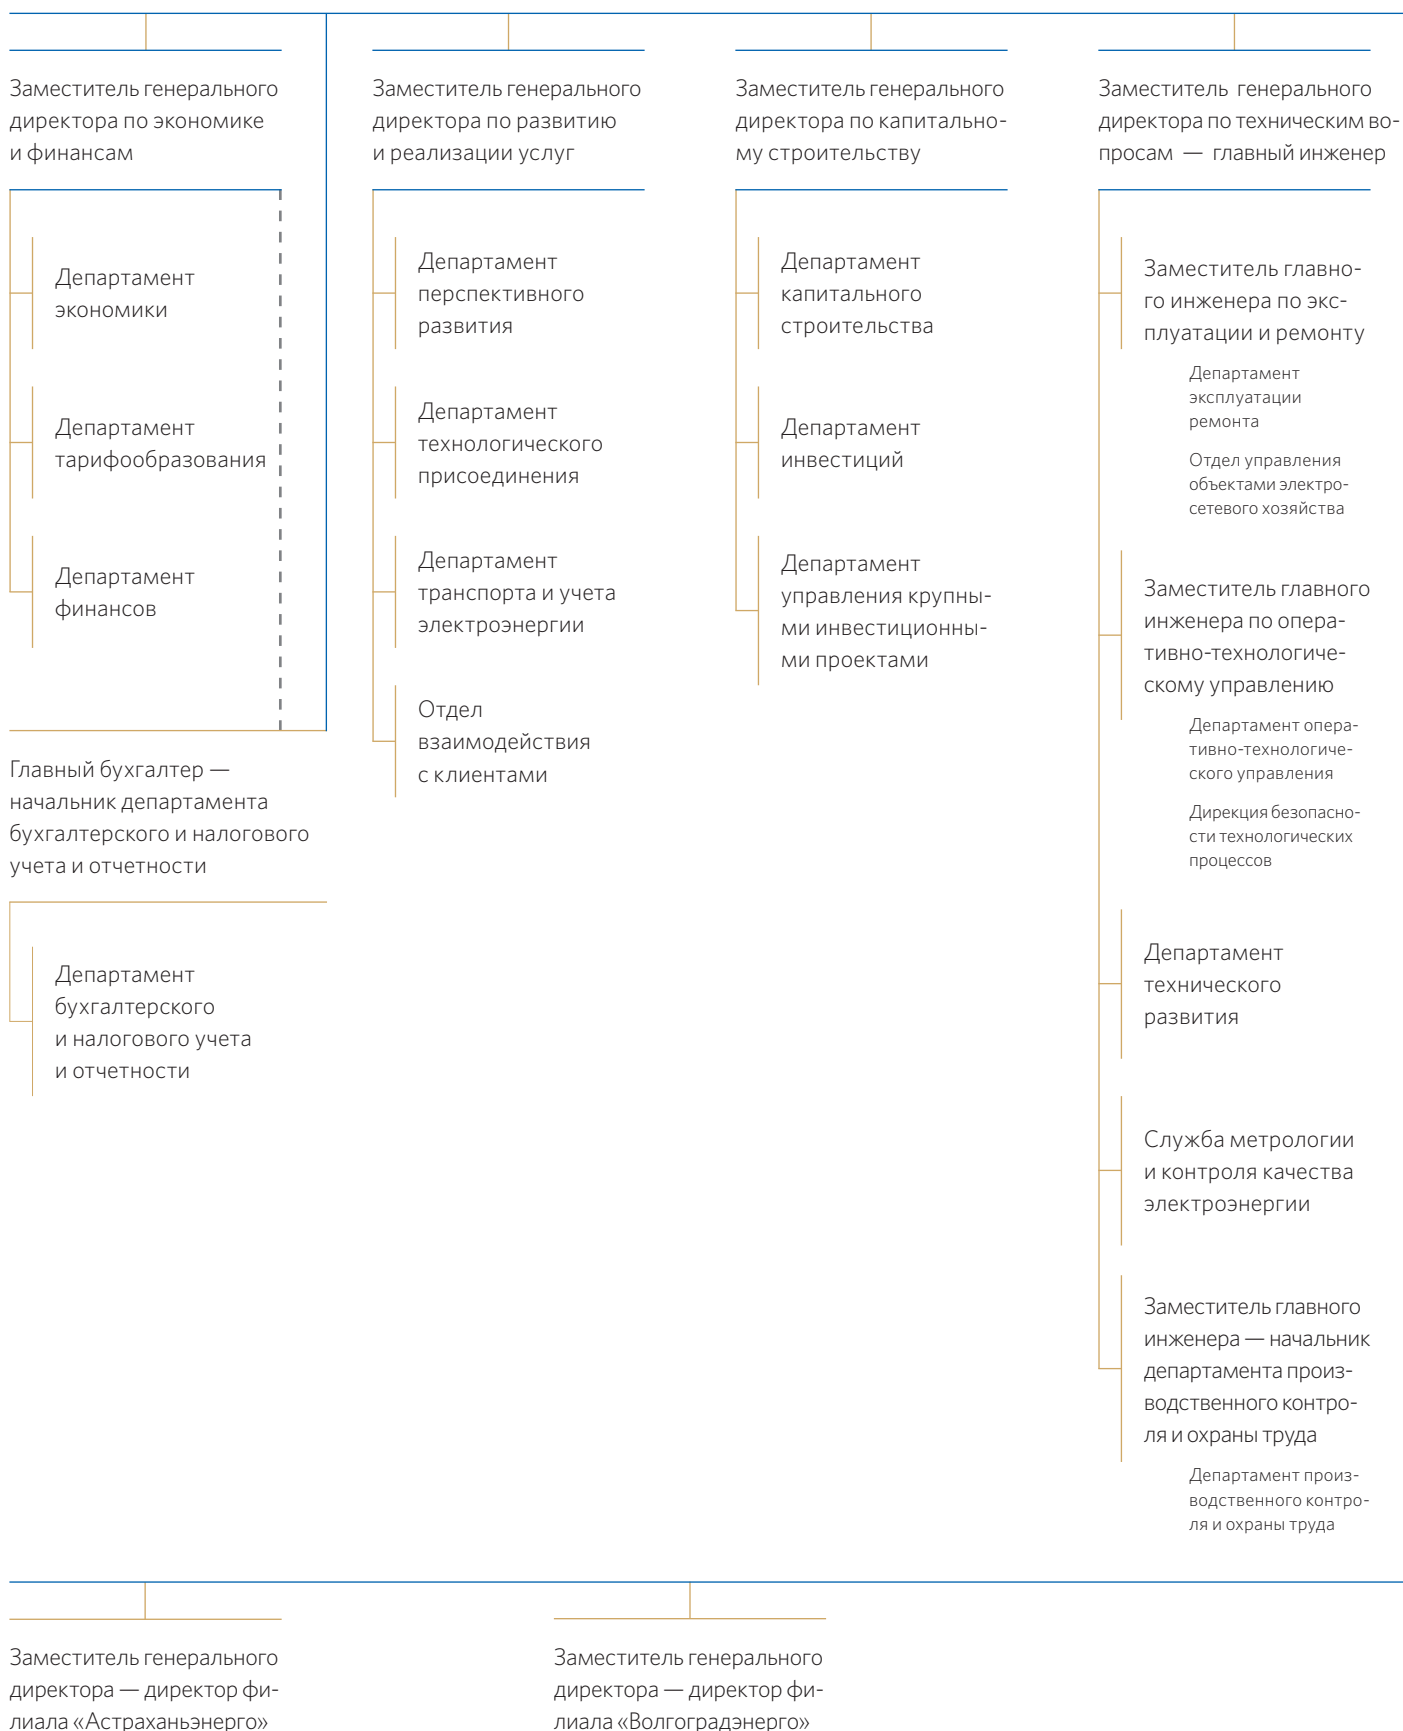 Заместитель генерального
директора по экономике
и финансам
Департамент
экономики
Департамент
тарифообразования
Департамент
финансов
Главный бухгалтер —
начальник департамента
бухгалтерского и налогового
учета и отчетности
Департамент
бухгалтерского
и налогового учета
и отчетности
Заместитель генерального
директора по развитию
и реализации услуг
Департамент
перспективного
развития
Департамент
технологического
присоединения
Департамент
транспорта и учета
электроэнергии
Отдел
взаимодействия
с клиентами
Заместитель генерального
директора по капитально-
му строительству
Департамент
капитального
строительства
Департамент
инвестиций
Департамент
управления крупны-
ми инвестиционны-
ми проектами
Заместитель генерального
директора по техническим во-
просам — главный инженер
Заместитель главно-
го инженера по экс-
плуатации и ремонту
Департамент
эксплуатации
ремонта
Отдел управления
объектами электро-
сетевого хозяйства
Заместитель главного
инженера по опера-
тивно-технологиче-
скому управлению
Департамент опера-
тивно-технологиче-
ского управления
Дирекция безопасно-
сти технологических
процессов
Департамент
технического
развития
Служба метрологии
и контроля качества
электроэнергии
Заместитель главного
инженера — начальник
департамента произ-
водственного контро-
ля и охраны труда
Департамент произ-
водственного контро-
ля и охраны труда
Заместитель генерального
директора — директор фи-
лиала «Астраханьэнерго»
Заместитель генерального
директора — директор фи-
лиала «Волгоградэнерго»